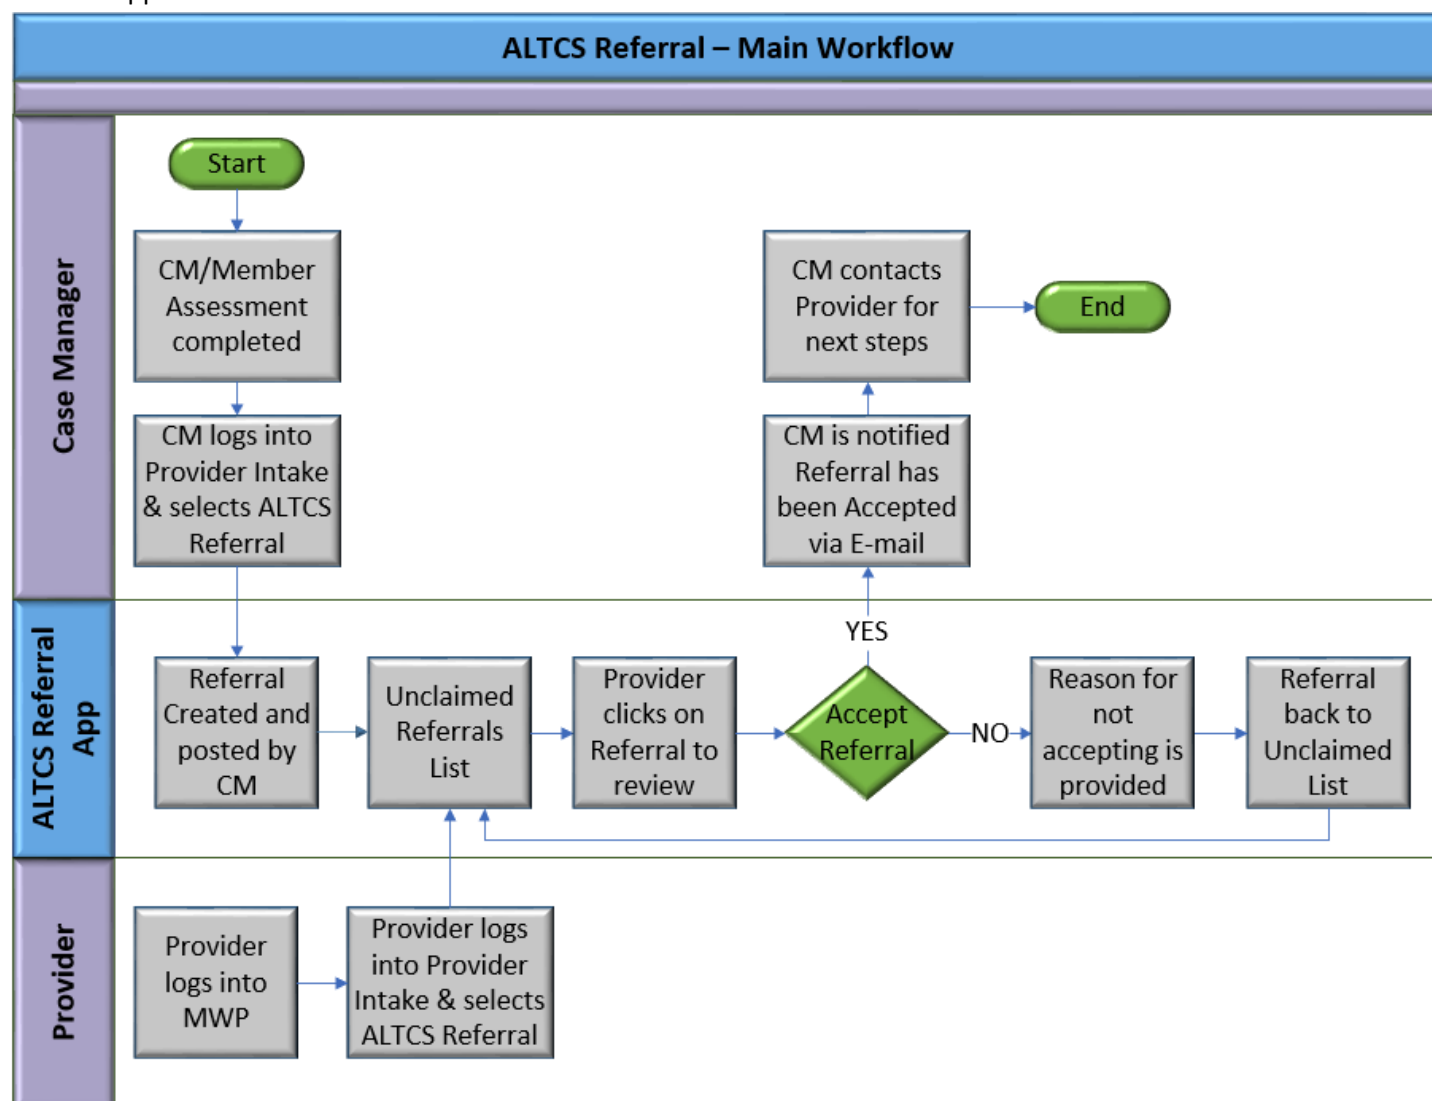 ALTCS Referral – Main Workflow
Case Manager
Start
CM/Member
Assessment
completed
CM logs into
Provider Intake
& selects ALTCS
Referral
CM contacts
Provider for
next steps
End
CM is notified
Referral has
been Accepted
via E-mail
ALTCS Referral
App
Referral
Created and
posted by
CM
Unclaimed
Referrals
List
Provider
clicks on
Referral to
review
YES
Accept
Referral
NO
Reason for
not
accepting is
provided
Referral
back to
Unclaimed
List
Provider
Provider
logs into
MWP
Provider logs
into Provider
Intake & selects
ALTCS Referral